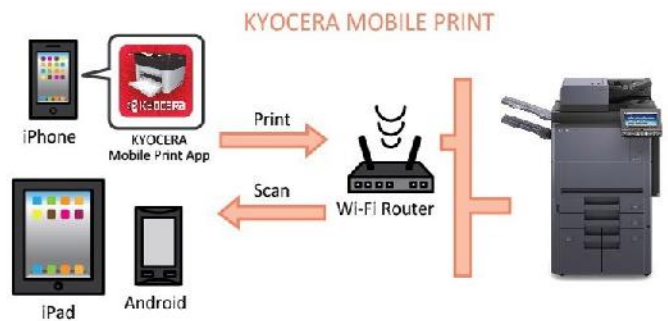 KYOCERA MOBILE PRINT
KYOCERA
iPhone
KYOCERA
Mobile Print App
Print
Scan
Wi-Fi Router
iPad
Android